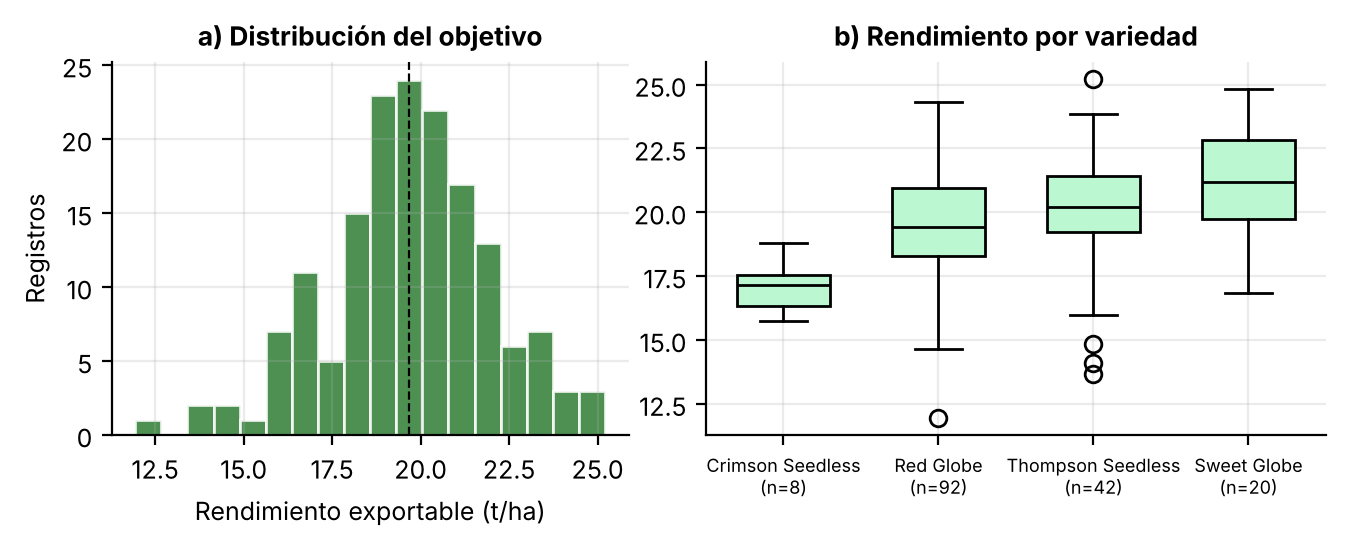 a) Distribución del objetivo
25
20
15
10
5
0
Registros
12.5 15.0 17.5 20.0 22.5 25.0
Rendimiento exportable (t/ha)
b) Rendimiento por variedad
25.0
22.5
20.0
17.5
15.0
12.5
Crimson Seedless Red Globe Thompson Seedless Sweet Globe
(n=8) (n=92) (n=42) (n=20)